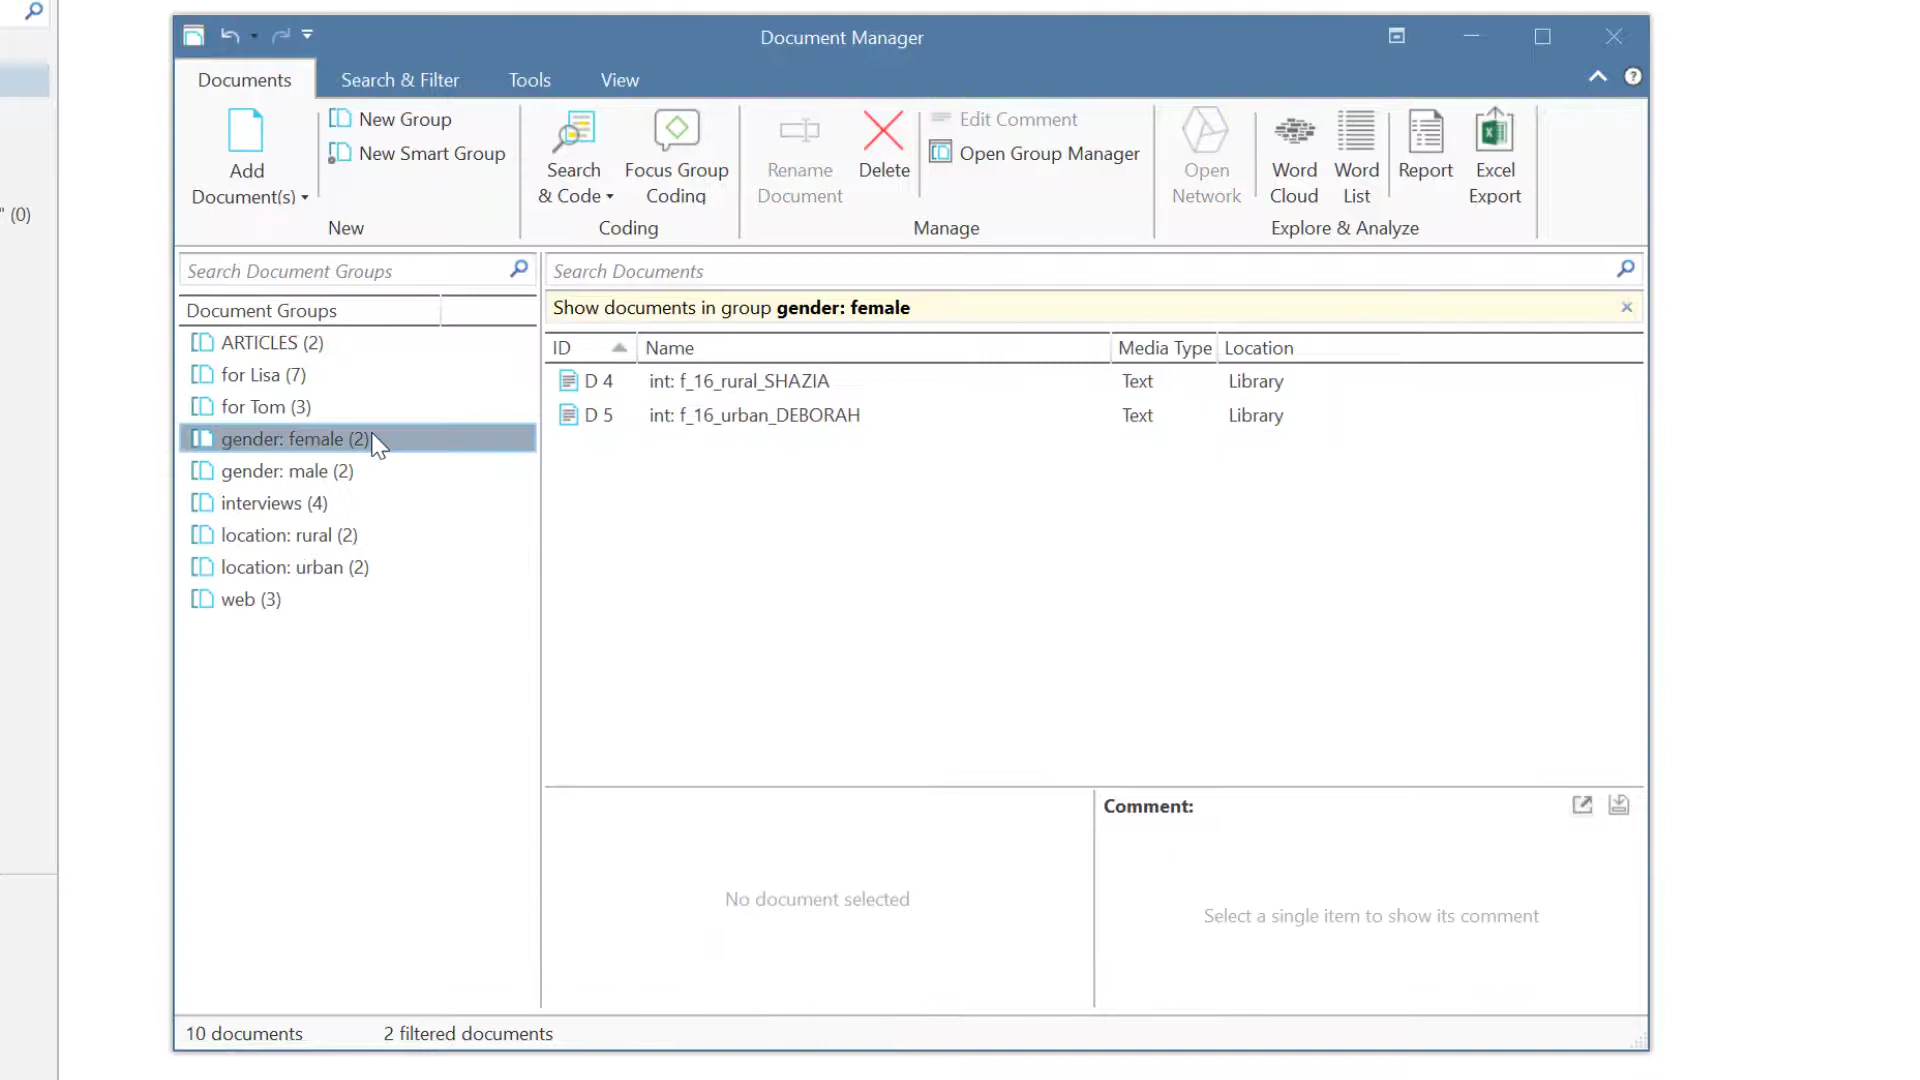 " (0)
Document Manager
Documents
Search & Filter
Tools
View
Add
Document(s)
New Group
New Smart Group
New
Search
& Code
Focus Group
Coding
Coding
Rename
Document
Delete
Edit Comment
Open Group Manager
Manage
Open
Network
Word
Cloud
Word
List
Report
Excel
Export
Explore & Analyze
Search Document Groups
Search Documents
Document Groups
Show documents in group gender: female
ARTICLES (2)
for Lisa (7)
for Tom (3)
gender: female (2)
gender: male (2)
interviews (4)
location: rural (2)
location: urban (2)
web (3)
ID Name Media Type Location
D 4 int: f_16_rural_SHAZIA Text Library
D 5 int: f_16_urban_DEBORAH Text Library
No document selected
Comment:
Select a single item to show its comment
10 documents 2 filtered documents